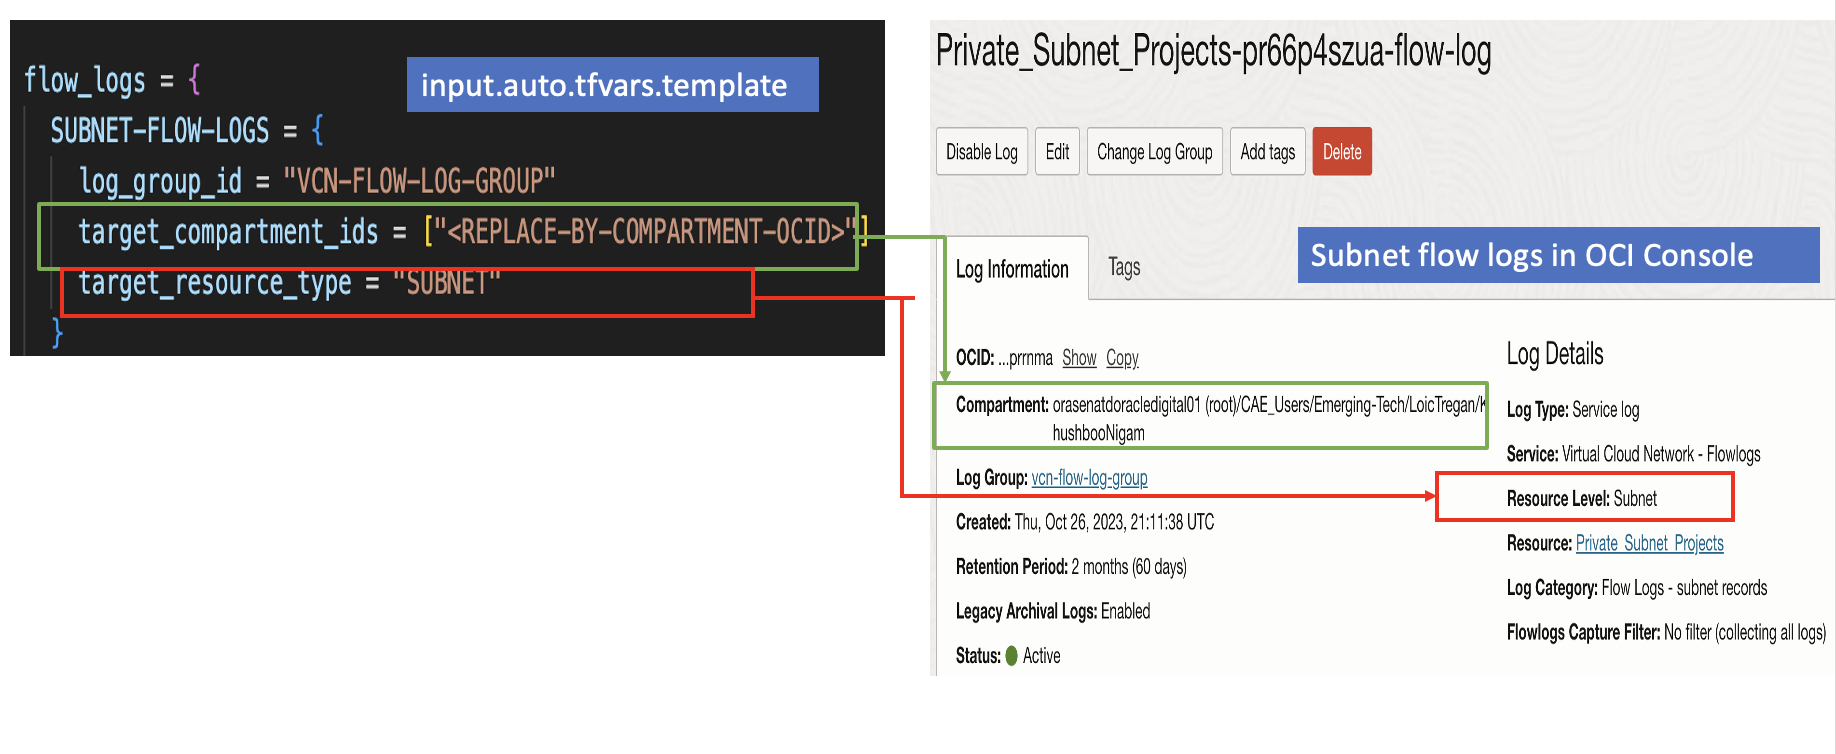 flow_logs = {
input.auto.tfvars.template
SUBNET-FLOW-LOGS = {
log_group_id = "VCN-FLOW-LOG-GROUP"
target_compartment_ids = ["<REPLACE-BY-COMPARTMENT-OCID>"]
target_resource_type = "SUBNET"
}
Private_Subnet_Projects-pr66p4szua-flow-log
Disable Log Edit Change Log Group Add tags Delete
Subnet flow logs in OCI Console
Log Information Tags
OCID: ...prrnma Show Copy
Compartment: orasenatdoracledigital01 (root)/CAE_Users/Emerging-Tech/LoicTregan/K
hushbooNigam
Log Group: vcn-flow-log-group
Created: Thu, Oct 26, 2023, 21:11:38 UTC
Retention Period: 2 months (60 days)
Legacy Archival Logs: Enabled
Status: Active
Log Details
Log Type: Service log
Service: Virtual Cloud Network - Flowlogs
Resource Level: Subnet
Resource: Private_Subnet_Projects
Log Category: Flow Logs - subnet records
Flowlogs Capture Filter: No filter (collecting all logs)